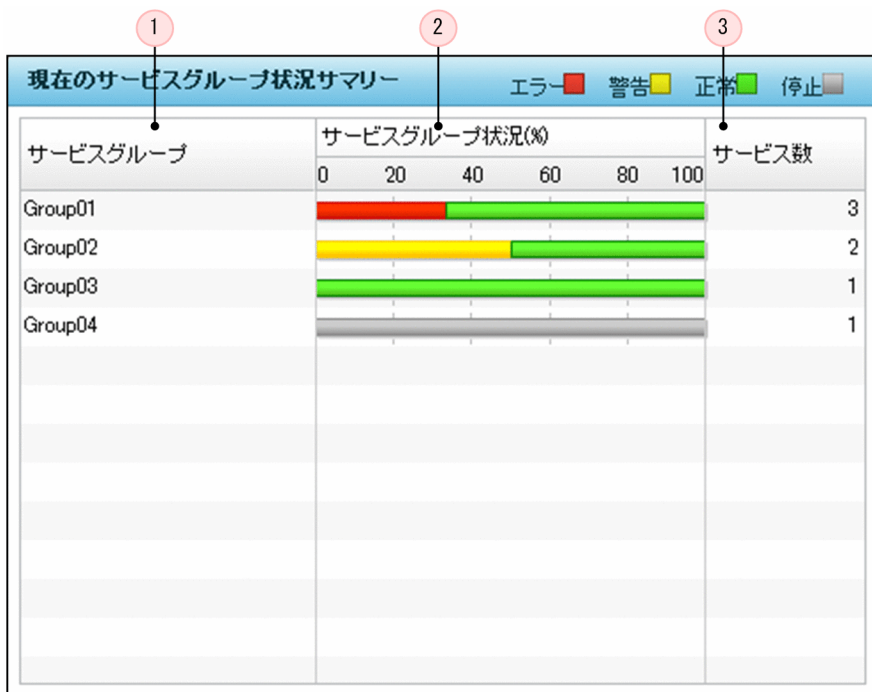 1 2 3
現在のサービスグループ状況サマリー エラー 警告 正常 停止
サービスグループ サービスグループ状況(%) サービス数
0 20 40 60 80 100
Group01 3
Group02 2
Group03 1
Group04 1